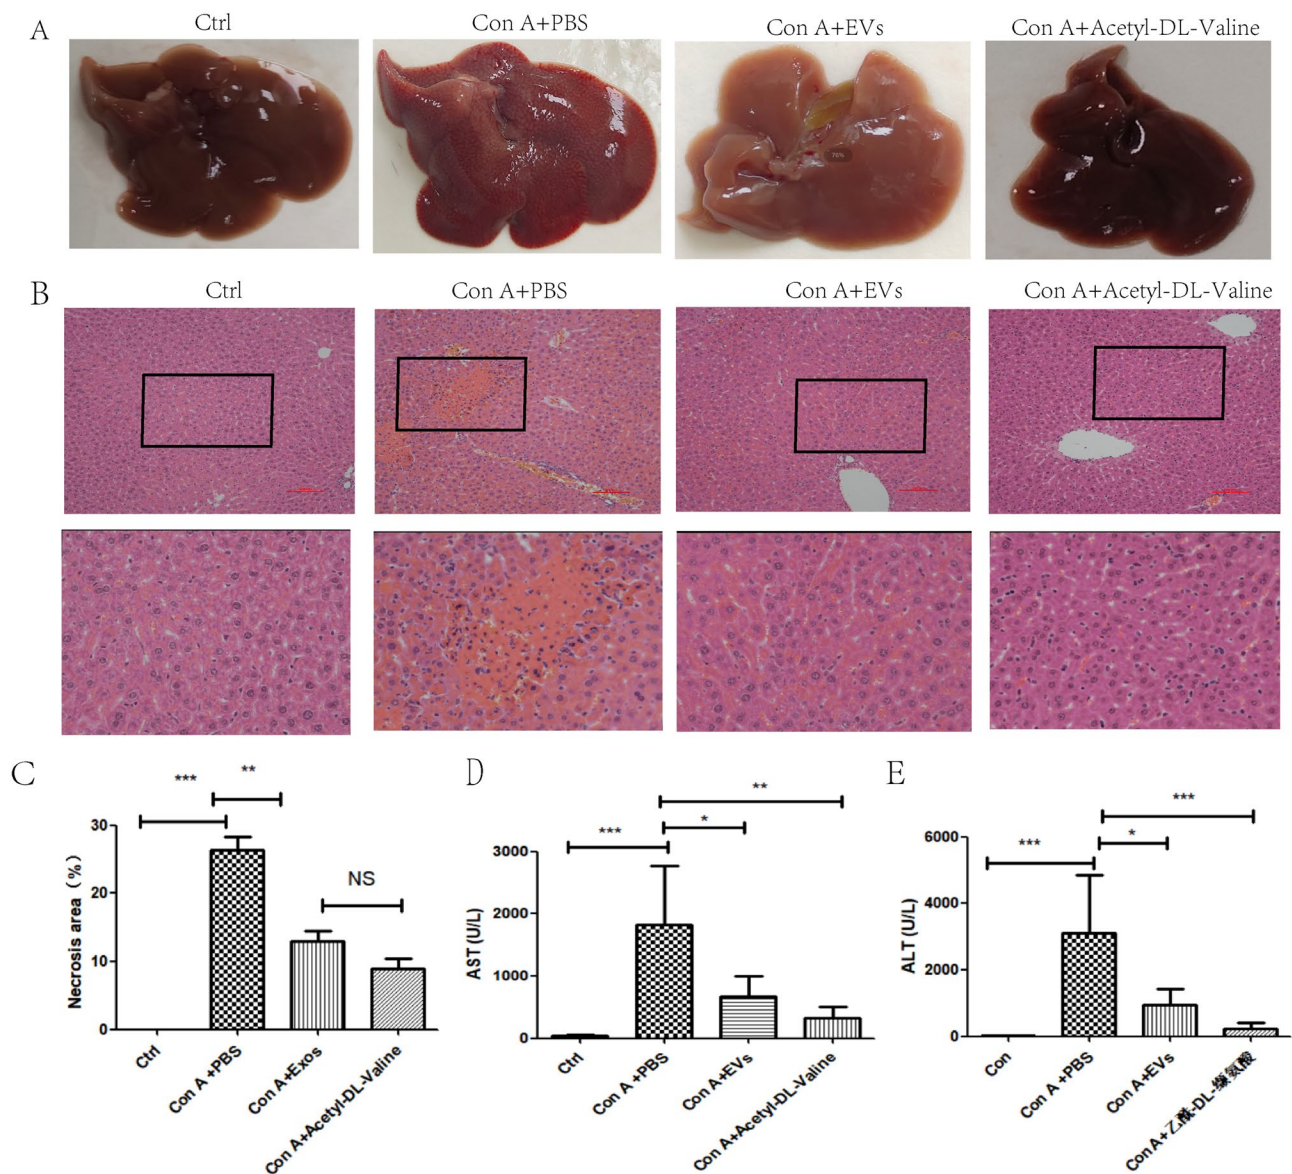 A
Ctrl
Con A+PBS
Con A+EVs
Con A+Acetyl-DL-Valine
76%
B
Ctrl
Con A+PBS
Con A+EVs
Con A+Acetyl-DL-Valine
C
*** **
NS
Necrosis area (%)
30
20
10
0
Ctrl
Con A +PBS
Con A+Exos
Con A+Acetyl-DL-Valine
D
**
*** *
AST (U/L)
3000
2000
1000
0
Ctrl
Con A +PBS
Con A+EVs
Con A+Acetyl-DL-Valine
E
***
*** *
ALT (U/L)
6000
4000
2000
0
Con
Con A +PBS
Con A+EVs
ConA+乙酰-DL-缬氨酸